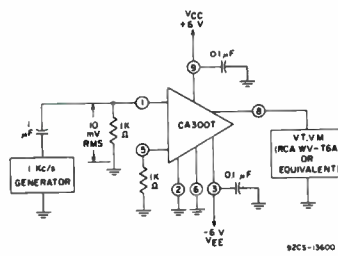 VCC
+6 V
0.1 µF
9
1
µF
10
mV
RMS
1K
Ω
1
CA3007
8
5
1 Kc/s
GENERATOR
1K
Ω
2
6
3
0.1 µF
V.T.V.M
(RCA WV-76A
OR
EQUIVALENT)
-6 V
VEE
92CS-13600